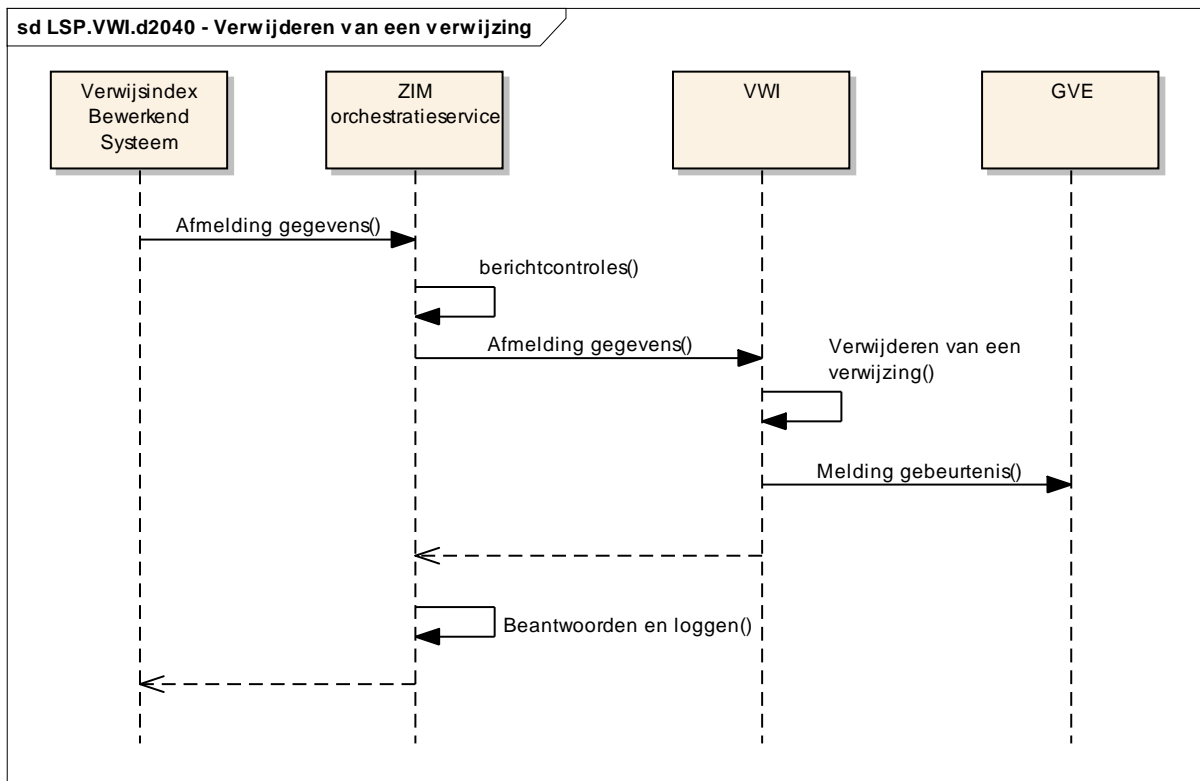 sd LSP.VWI.d2040 - Verwijderen van een verwijzing
Verwijsindex
Bewerkend
Systeem
ZIM
orchestratieservice
VWI
GVE
Afmelding gegevens()
berichtcontroles()
Afmelding gegevens()
Verwijderen van een
verwijzing()
Melding gebeurtenis()
Beantwoorden en loggen()